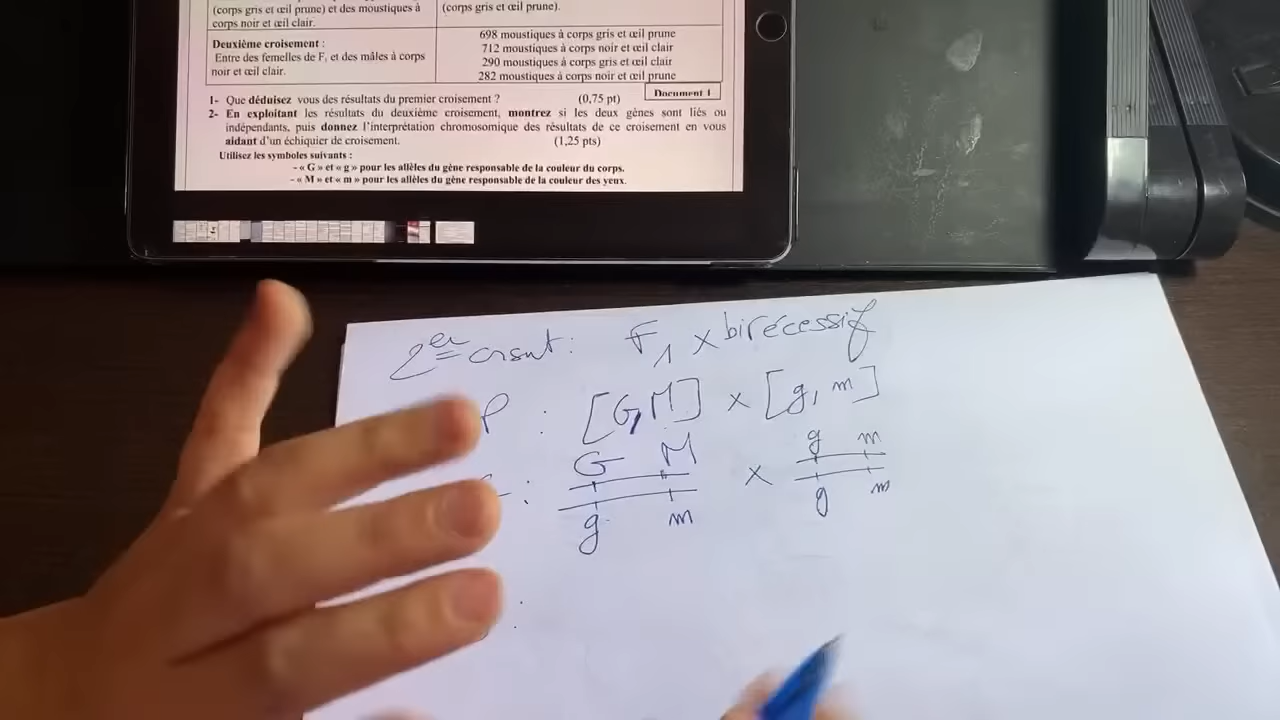 (corps gris et œil prune) et des moustiques à
corps noir et œil clair.
(corps gris et œil prune).
Deuxième croisement :
Entre des femelles de F₁ et des mâles à corps
noir et œil clair.
698 moustiques à corps gris et œil prune
712 moustiques à corps noir et œil clair
290 moustiques à corps gris et œil clair
282 moustiques à corps noir et œil prune
Document 1
1- Que déduisez vous des résultats du premier croisement ? (0,75 pt)
2- En exploitant les résultats du deuxième croisement, montrez si les deux gènes sont liés ou
indépendants, puis donnez l'interprétation chromosomique des résultats de ce croisement en vous
aidant d'un échiquier de croisement. (1,25 pts)
Utilisez les symboles suivants :
- « G » et « g » pour les allèles du gène responsable de la couleur du corps.
- « M » et « m » pour les allèles du gène responsable de la couleur des yeux.
F₁ × birécessif
P : [G,M] × [g,m]
G M × g m
g m g m